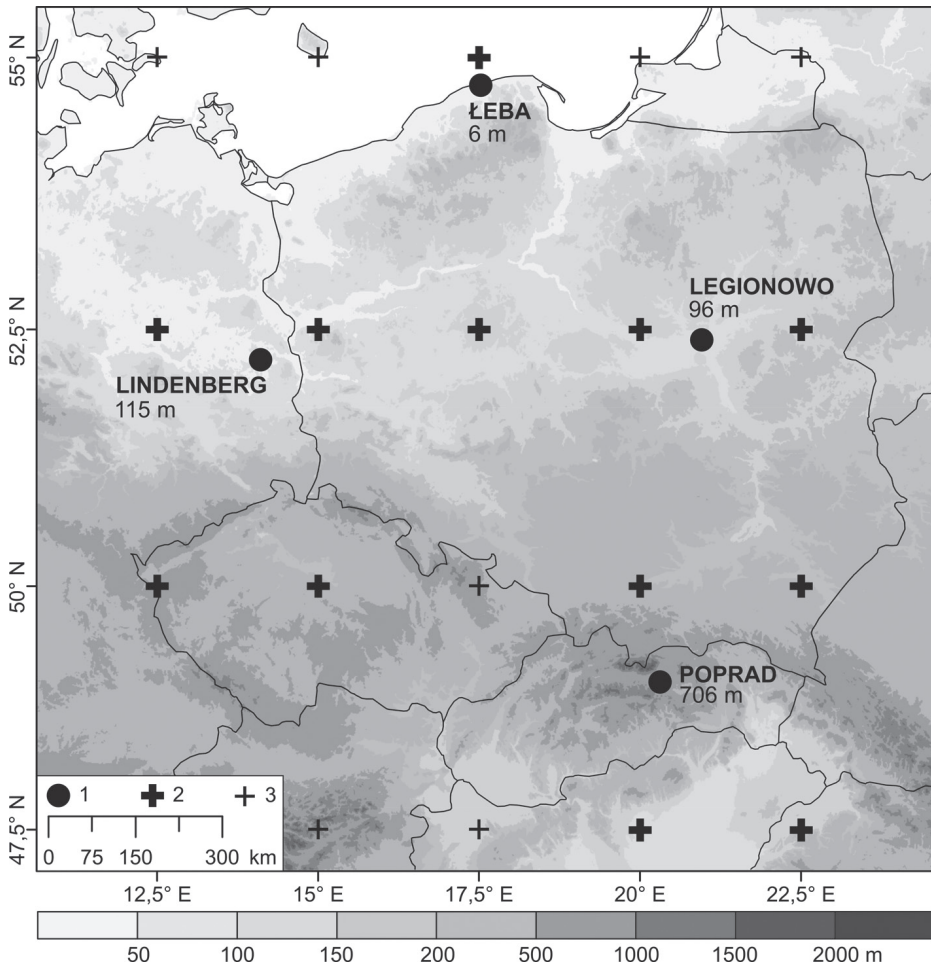 55° N
ŁEBA
6 m
LEGIONOWO
96 m
52,5° N
LINDENBERG
115 m
50° N
POPRAD
706 m
1 2 3
0 75 150 300 km
47,5° N
12,5° E 15° E 17,5° E 20° E 22,5° E
50 100 150 200 500 1000 1500 2000 m